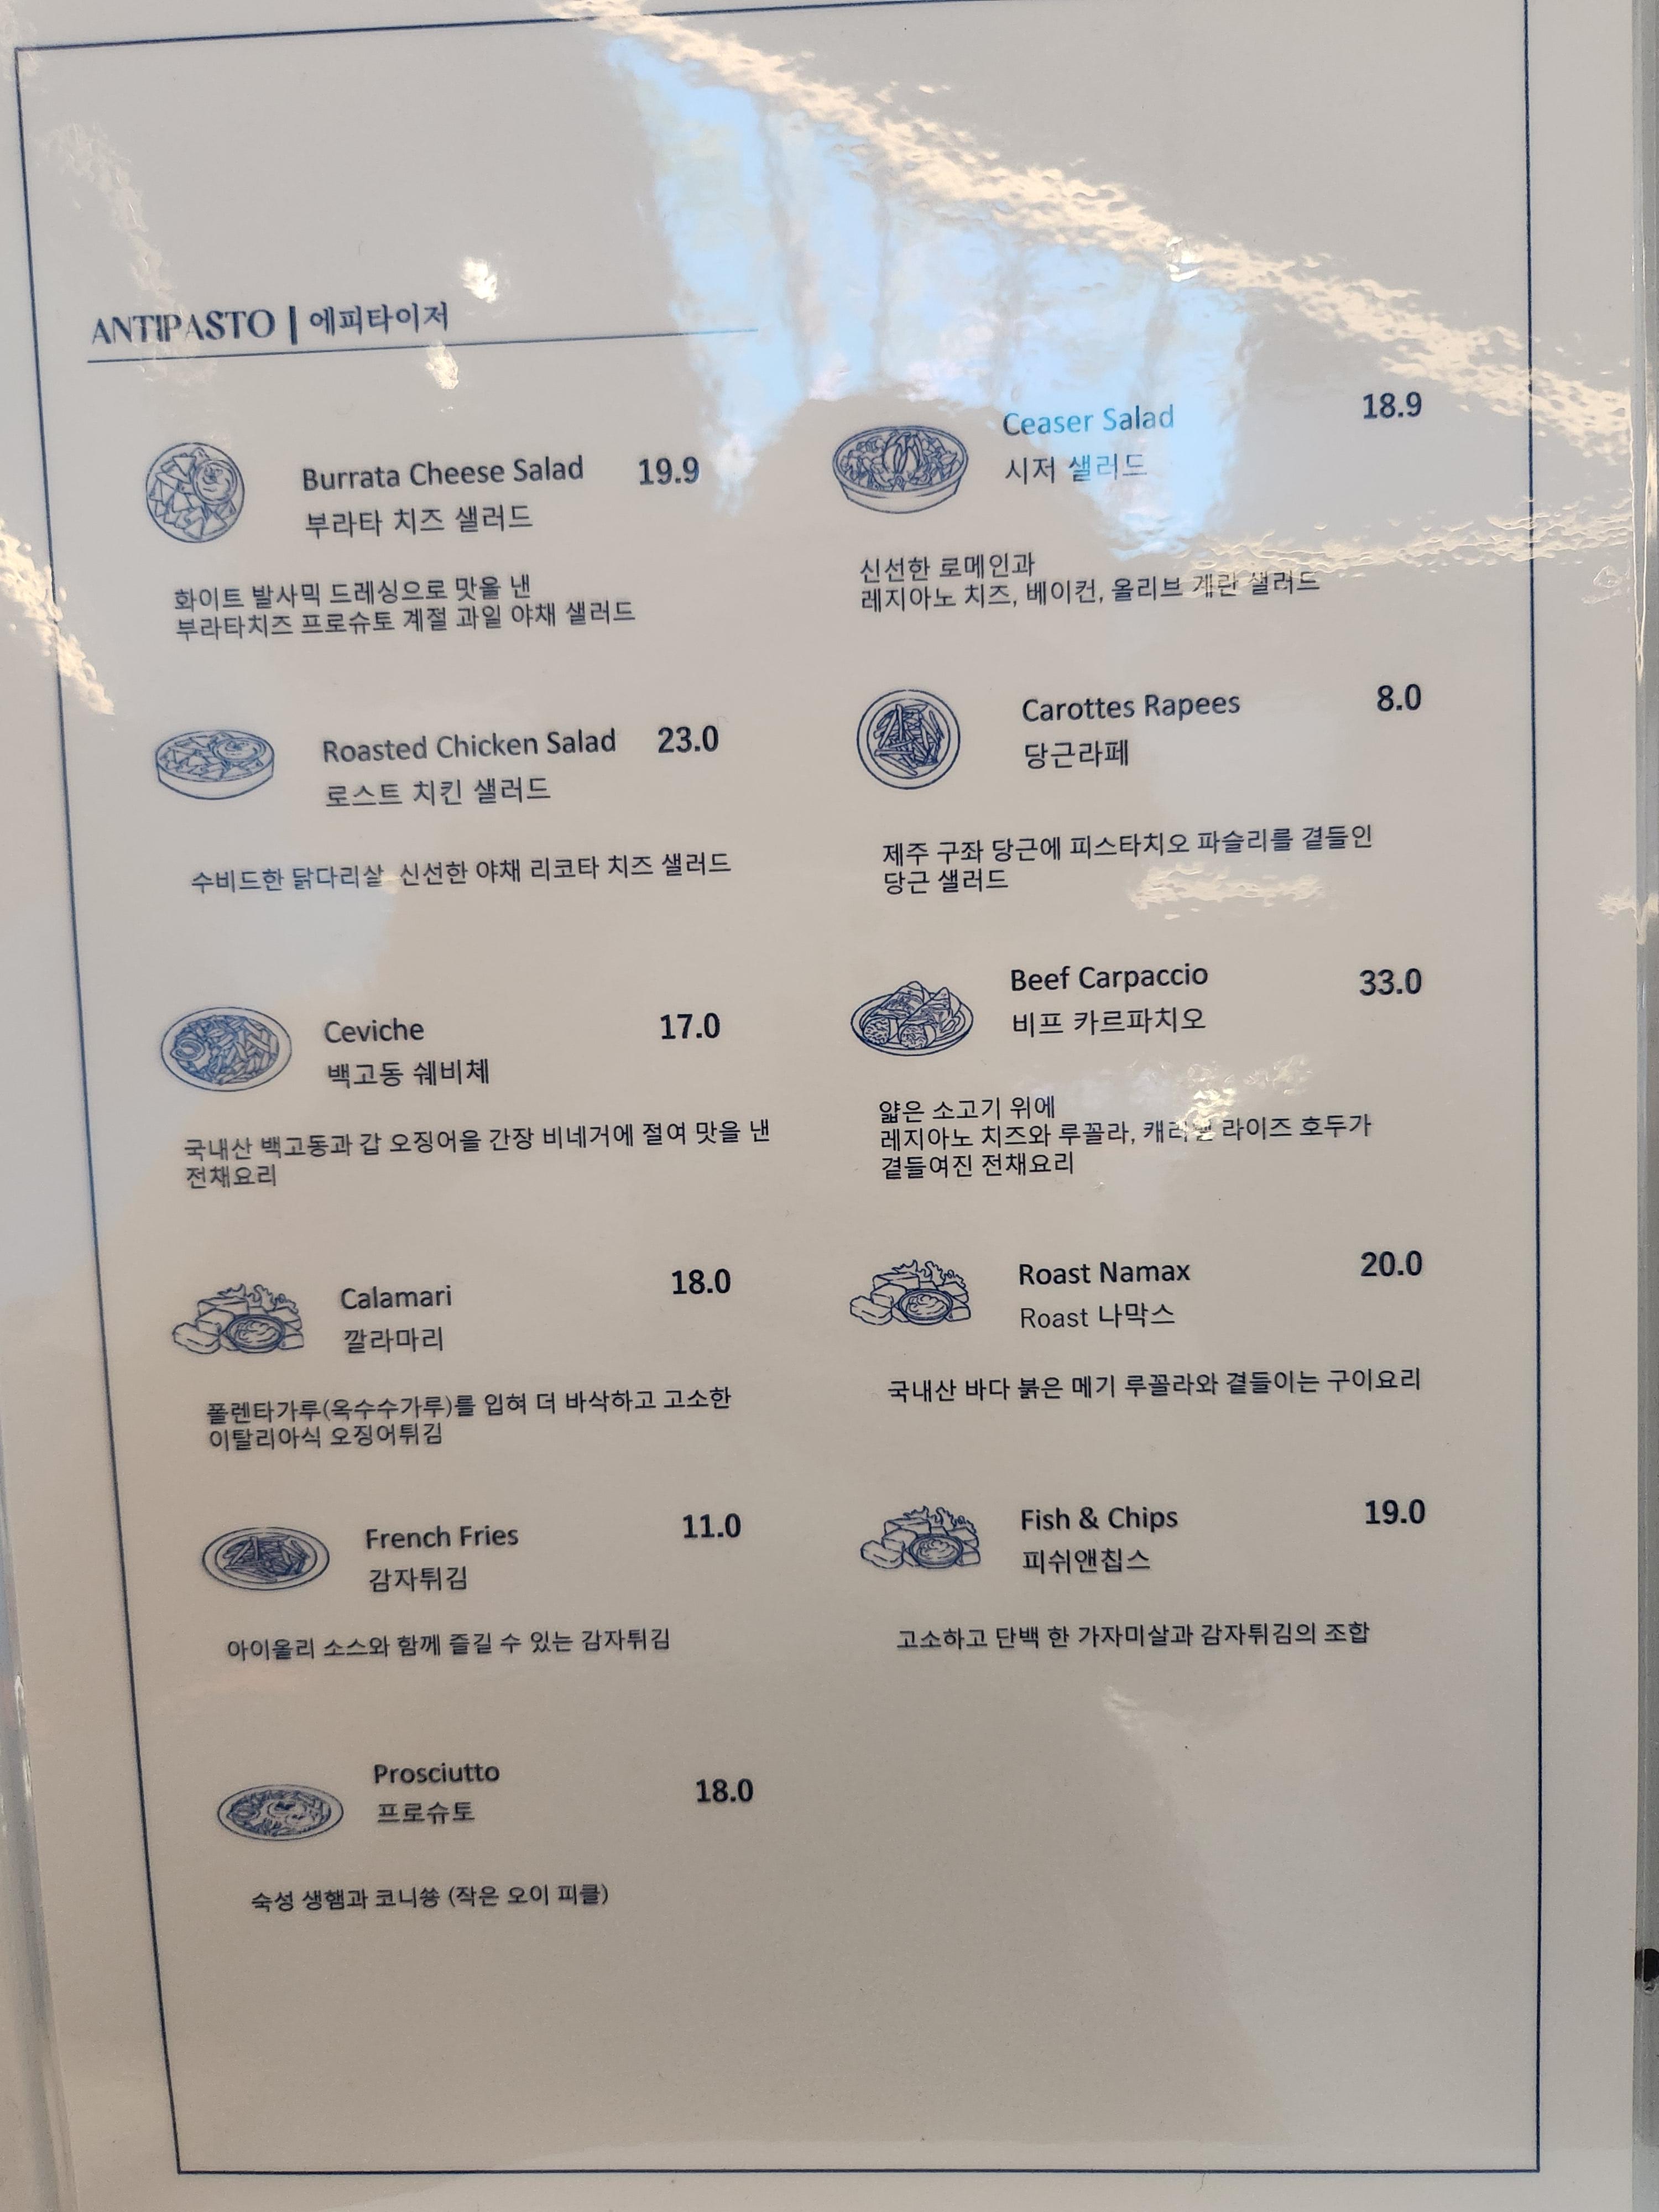 ANTIPASTO | 에피타이저
Burrata Cheese Salad 19.9
부라타 치즈 샐러드
화이트 발사믹 드레싱으로 맛을 낸
부라타치즈 프로슈토 계절 과일 야채 샐러드
Roasted Chicken Salad 23.0
로스트 치킨 샐러드
수비드한 닭다리살 신선한 야채 리코타 치즈 샐러드
Ceviche 17.0
백고동 쉐비체
국내산 백고동과 갑 오징어을 간장 비네거에 절여 맛을 낸
전채요리
Calamari 18.0
깔라마리
폴렌타가루(옥수수가루)를 입혀 더 바삭하고 고소한
이탈리아식 오징어튀김
French Fries 11.0
감자튀김
아이올리 소스와 함께 즐길 수 있는 감자튀김
Prosciutto 18.0
프로슈토
숙성 생햄과 코니쑝 (작은 오이 피클)
Ceaser Salad 18.9
시저 샐러드
신선한 로메인과
레지아노 치즈, 베이컨, 올리브 계란 샐러드
Carottes Rapees 8.0
당근라페
제주 구좌 당근에 피스타치오 파슬리를 곁들인
당근 샐러드
Beef Carpaccio 33.0
비프 카르파치오
얇은 소고기 위에
레지아노 치즈와 루꼴라, 라이즈 호두가
곁들여진 전채요리
Roast Namax 20.0
Roast 나막스
국내산 바다 붉은 메기 루꼴라와 곁들이는 구이요리
Fish & Chips 19.0
피쉬앤칩스
고소하고 단백 한 가자미살과 감자튀김의 조합